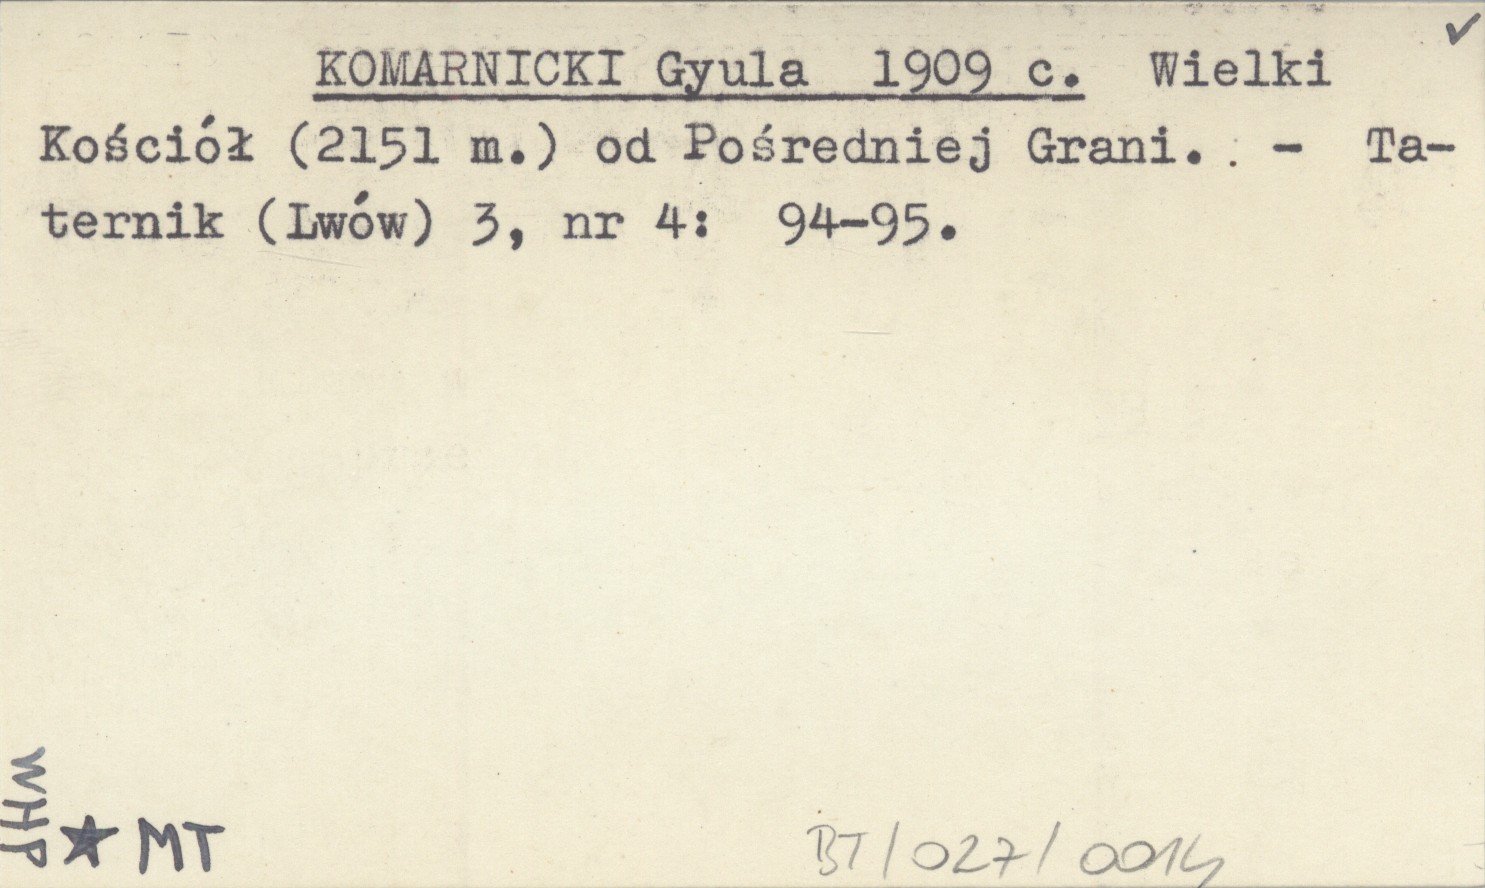 ✓
KOMARNICKI Gyula 1909 c. Wielki
Kościół (2151 m.) od Pośredniej Grani. . - Ta-
ternik (Lwów) 3, nr 4: 94-95.
WHP
★ MT
BT/027/0014